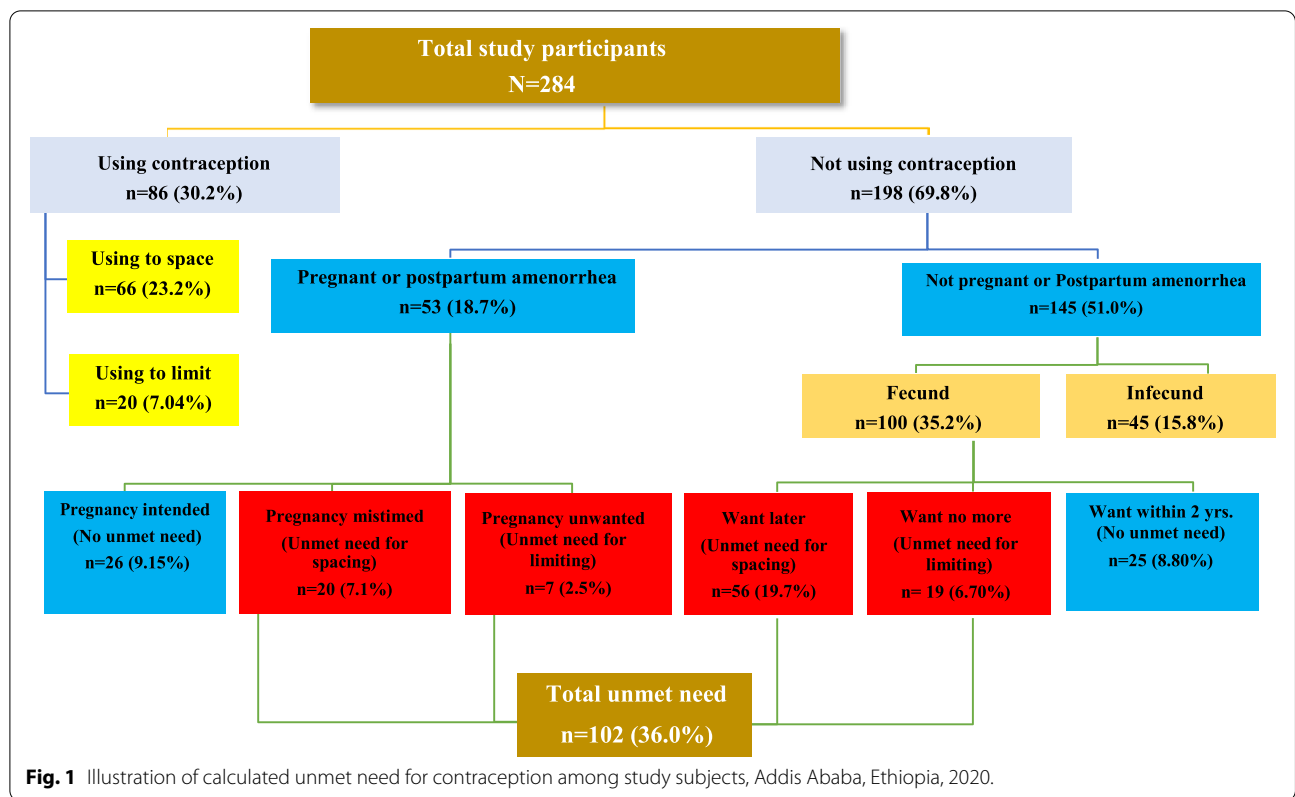 Total study participants
N=284
Using contraception
n=86 (30.2%)
Not using contraception
n=198 (69.8%)
Using to space
n=66 (23.2%)
Using to limit
n=20 (7.04%)
Pregnant or postpartum amenorrhea
n=53 (18.7%)
Not pregnant or Postpartum amenorrhea
n=145 (51.0%)
Fecund
n=100 (35.2%)
Infecund
n=45 (15.8%)
Pregnancy intended
(No unmet need)
n=26 (9.15%)
Pregnancy mistimed
(Unmet need for
spacing)
n=20 (7.1%)
Pregnancy unwanted
(Unmet need for
limiting)
n=7 (2.5%)
Want later
(Unmet need for
spacing)
n=56 (19.7%)
Want no more
(Unmet need for
limiting)
n= 19 (6.70%)
Want within 2 yrs.
(No unmet need)
n=25 (8.80%)
Total unmet need
n=102 (36.0%)
Fig. 1 Illustration of calculated unmet need for contraception among study subjects, Addis Ababa, Ethiopia, 2020.